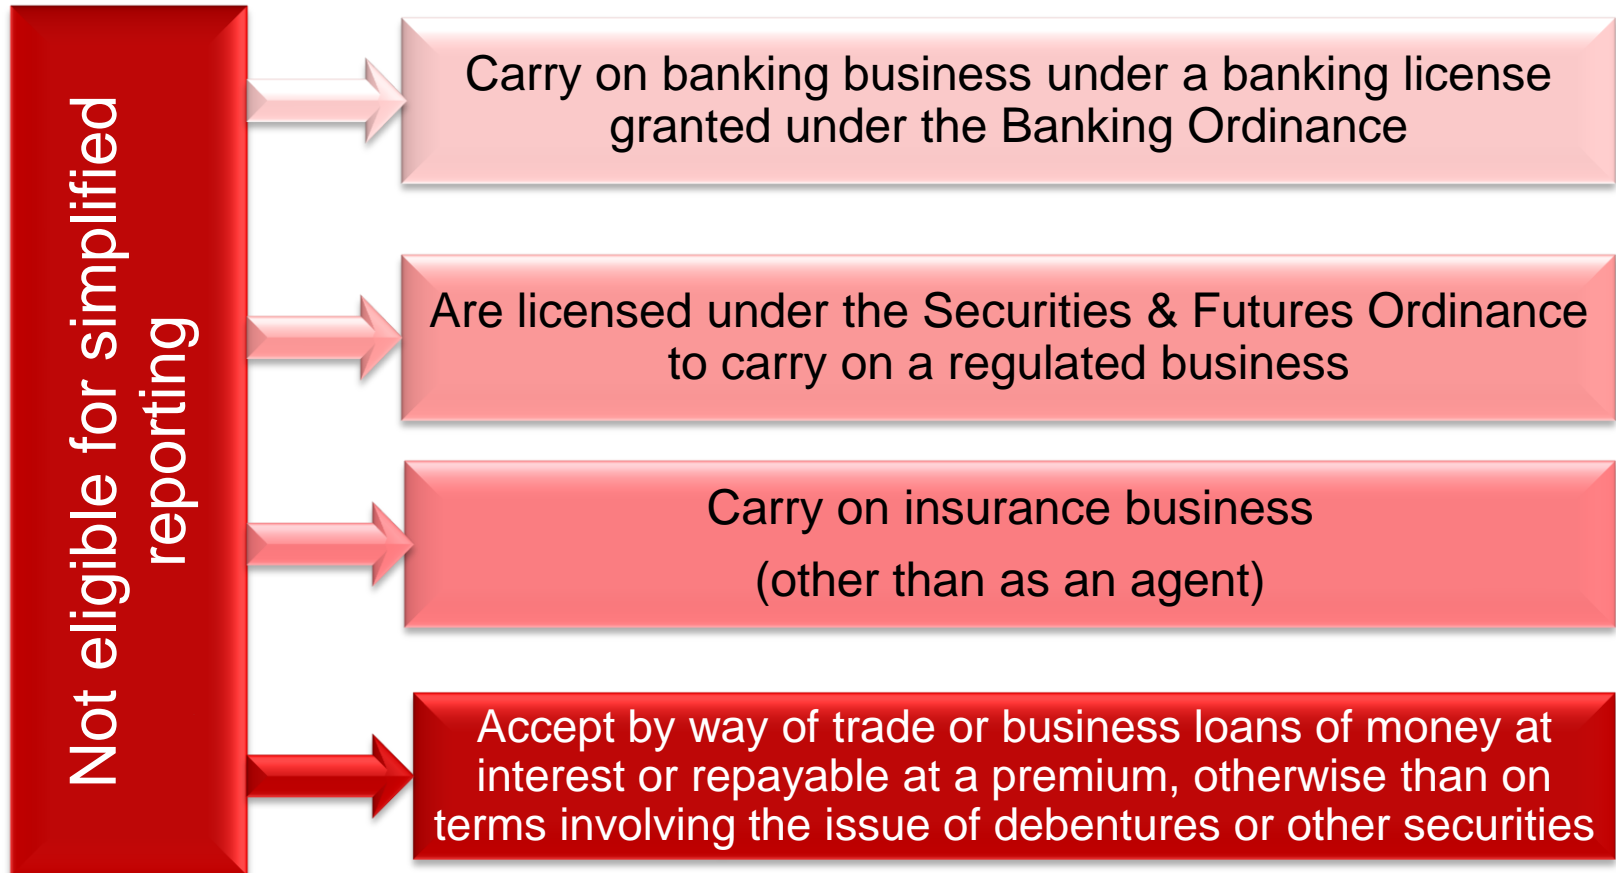 Not eligible for simplified
reporting
Carry on banking business under a banking license
granted under the Banking Ordinance
Are licensed under the Securities & Futures Ordinance
to carry on a regulated business
Carry on insurance business
(other than as an agent)
Accept by way of trade or business loans of money at
interest or repayable at a premium, otherwise than on
terms involving the issue of debentures or other securities